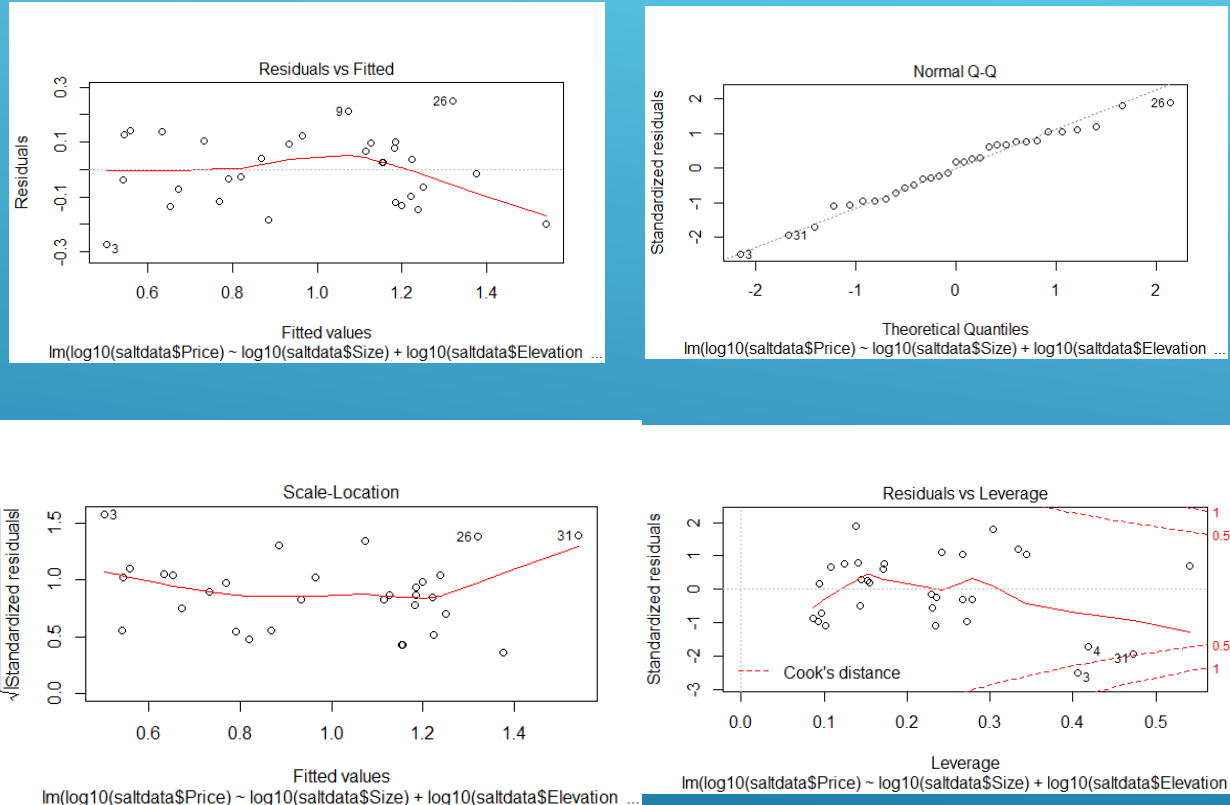 Residuals vs Fitted
Residuals
0.3
0.1
-0.1
-0.3
9
26
3
0.6 0.8 1.0 1.2 1.4
Fitted values
lm(log10(saltdata$Price) ~ log10(saltdata$Size) + log10(saltdata$Elevation ...
Normal Q-Q
Standardized residuals
2
1
0
-1
-2
26
31
3
-2 -1 0 1 2
Theoretical Quantiles
lm(log10(saltdata$Price) ~ log10(saltdata$Size) + log10(saltdata$Elevation ...
Scale-Location
√|Standardized residuals|
1.5
1.0
0.5
0.0
3
26
31
0.6 0.8 1.0 1.2 1.4
Fitted values
lm(log10(saltdata$Price) ~ log10(saltdata$Size) + log10(saltdata$Elevation ...
Residuals vs Leverage
Standardized residuals
2
1
0
-1
-2
-3
1
0.5
0.5
1
4
31
3
Cook's distance
0.0 0.1 0.2 0.3 0.4 0.5
Leverage
lm(log10(saltdata$Price) ~ log10(saltdata$Size) + log10(saltdata$Elevation